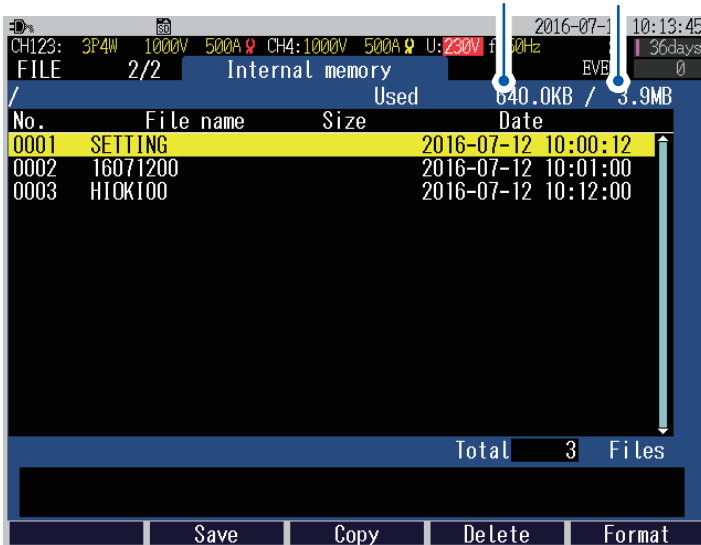 SD 2016-07-1 10:13:45
CH123: 3P4W 1000V 500A CH4:1000V 500A U:230V f 50Hz 36days
FILE 2/2 Internal memory EVE 0
/ Used 640.0KB / 3.9MB
No. File name Size Date
0001 SETTING 2016-07-12 10:00:12
0002 16071200 2016-07-12 10:01:00
0003 HIOKI00 2016-07-12 10:12:00
Total 3 Files
Save Copy Delete Format